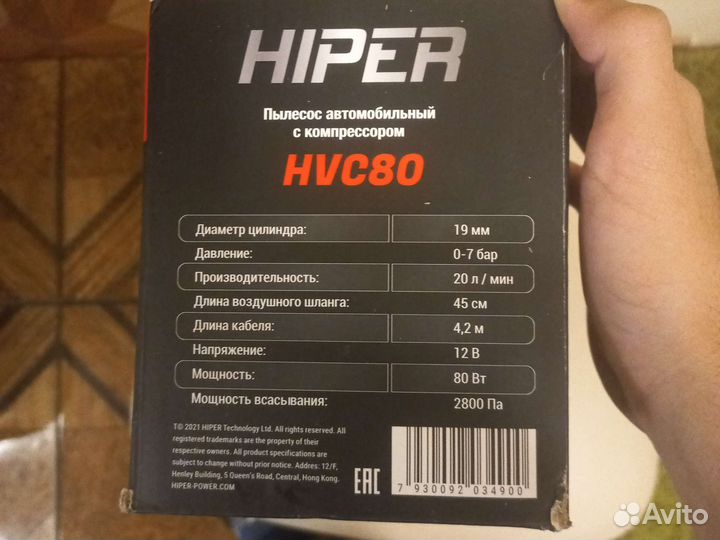 HIPER
Пылесос автомобильный
с компрессором
HVC80
Диаметр цилиндра: 19 мм
Давление: 0-7 бар
Производительность: 20 л / мин
Длина воздушного шланга: 45 см
Длина кабеля: 4,2 м
Напряжение: 12 В
Мощность: 80 Вт
Мощность всасывания: 2800 Па
T© 2021 HIPER Technology Ltd. All rights reserved. All
registered trademarks are the property of their
respective owners. All product specifications are
subject to change without prior notice. Addres: 12/F,
Henley Building, 5 Queen's Road, Central, Hong Kong.
HIPER-POWER.COM
EAC
7 930092 034900
Avito